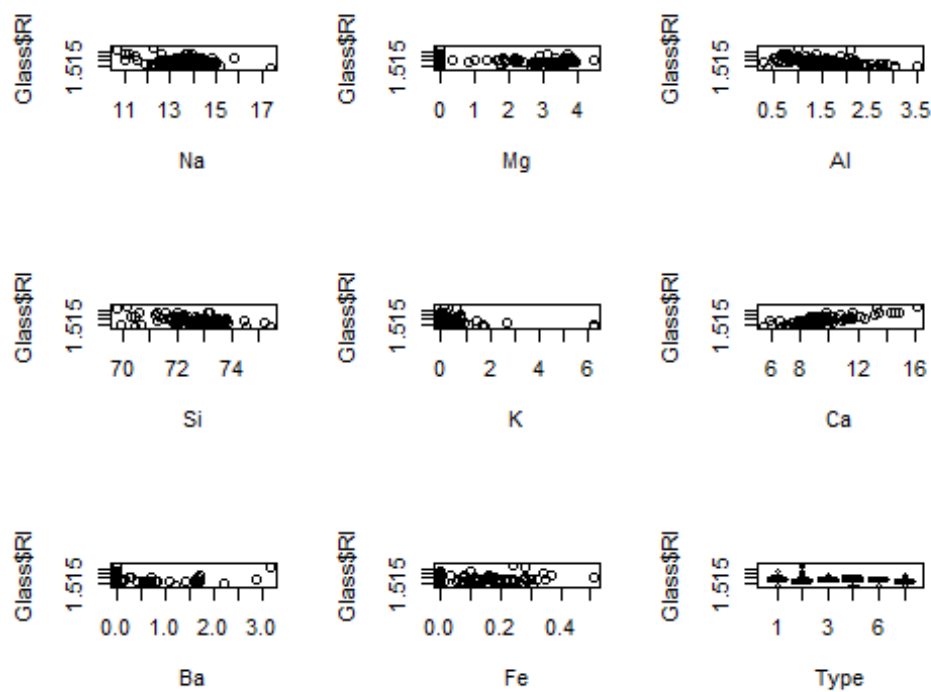 Glass$RI
1.515
11 13 15 17
Na
Glass$RI
1.515
0 1 2 3 4
Mg
Glass$RI
1.515
0.5 1.5 2.5 3.5
Al
Glass$RI
1.515
70 72 74
Si
Glass$RI
1.515
0 2 4 6
K
Glass$RI
1.515
6 8 12 16
Ca
Glass$RI
1.515
0.0 1.0 2.0 3.0
Ba
Glass$RI
1.515
0.0 0.2 0.4
Fe
Glass$RI
1.515
1 3 6
Type